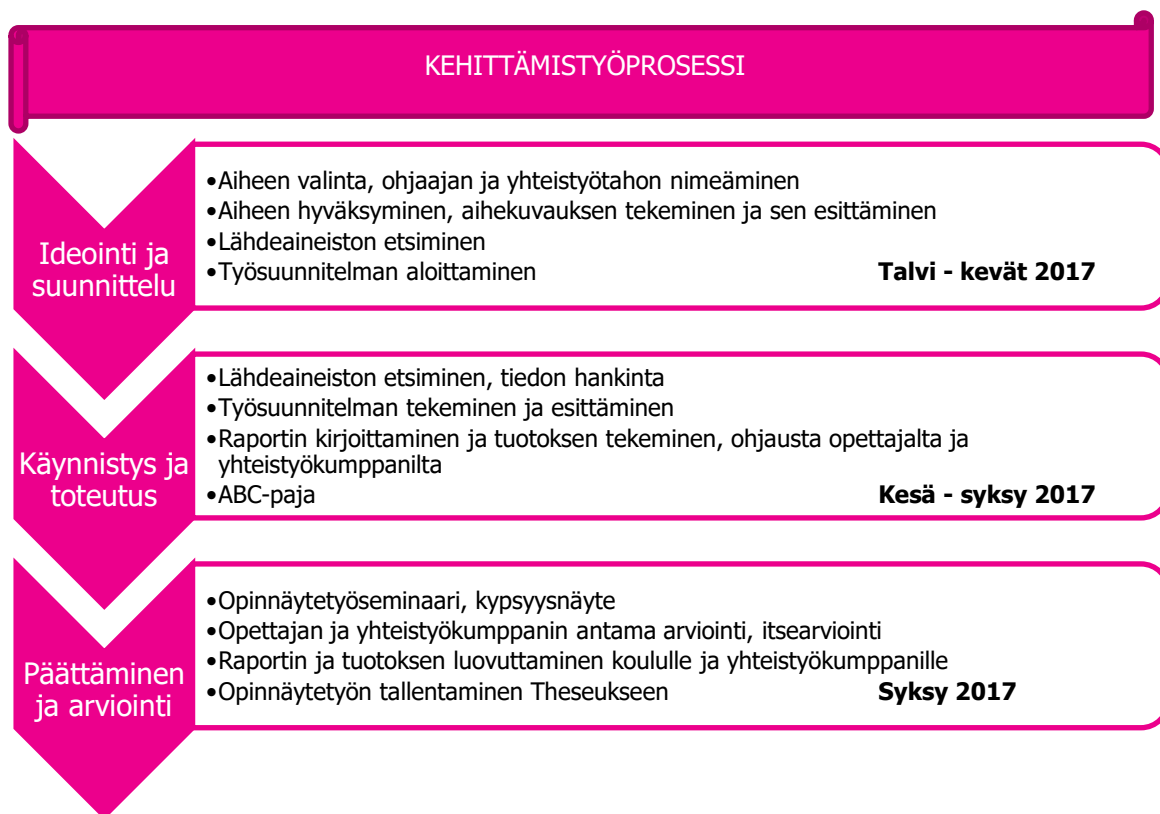 KEHITTÄMISTYÖPROSESSI
Ideointi ja
suunnittelu
•Aiheen valinta, ohjaajan ja yhteistyötahon nimeäminen
•Aiheen hyväksyminen, aihekuvauksen tekeminen ja sen esittäminen
•Lähdeaineiston etsiminen
•Työsuunnitelman aloittaminen Talvi - kevät 2017
Käynnistys ja
toteutus
•Lähdeaineiston etsiminen, tiedon hankinta
•Työsuunnitelman tekeminen ja esittäminen
•Raportin kirjoittaminen ja tuotoksen tekeminen, ohjausta opettajalta ja
yhteistyökumppanilta
•ABC-paja Kesä - syksy 2017
Päättäminen
ja arviointi
•Opinnäytetyöseminaari, kypsyysnäyte
•Opettajan ja yhteistyökumppanin antama arviointi, itsearviointi
•Raportin ja tuotoksen luovuttaminen koululle ja yhteistyökumppanille
•Opinnäytetyön tallentaminen Theseukseen Syksy 2017